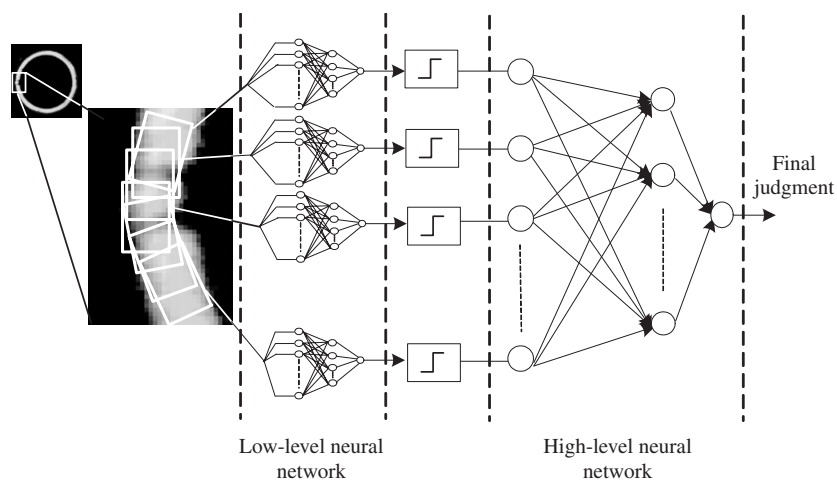 Final
judgment
Low-level neural
network
High-level neural
network